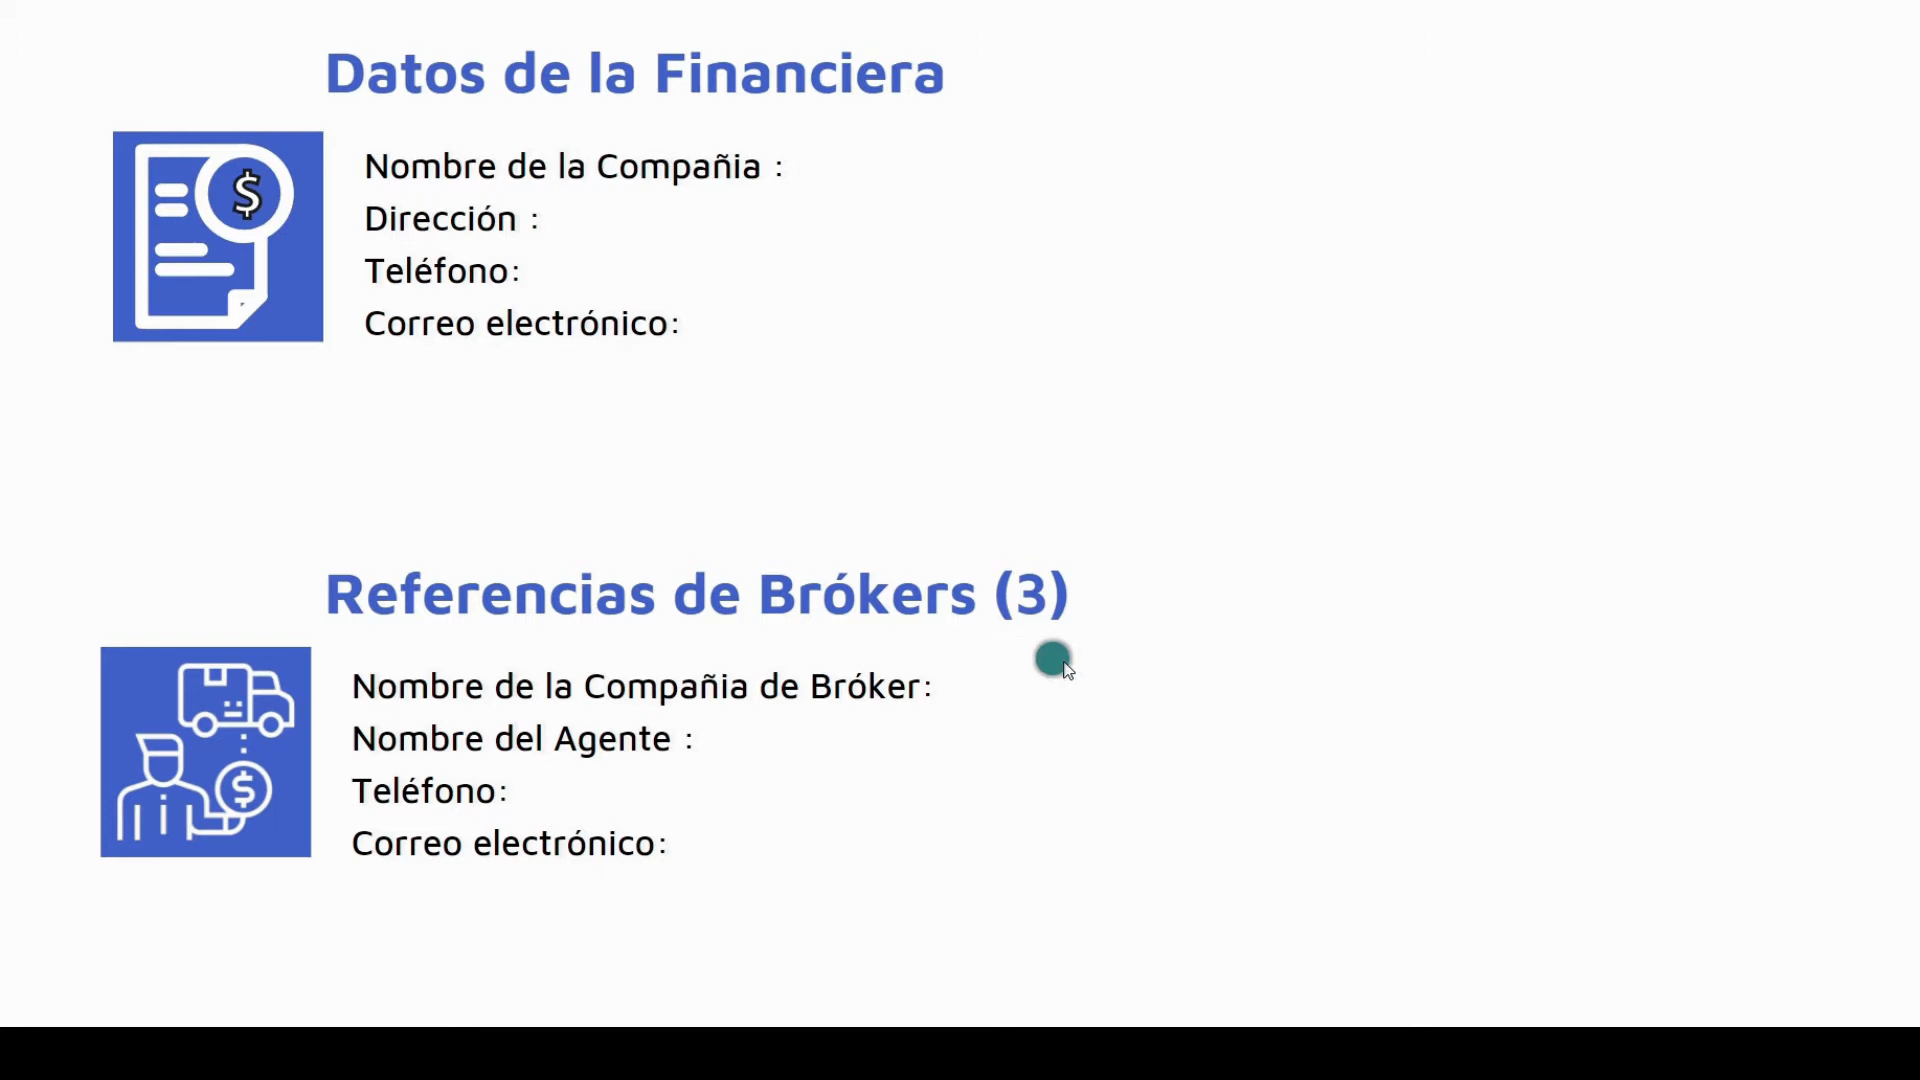 Datos de la Financiera
$
Nombre de la Compañia :
Dirección :
Teléfono:
Correo electrónico:
Referencias de Brókers (3)
Nombre de la Compañia de Bróker:
Nombre del Agente :
Teléfono:
$
Correo electrónico: